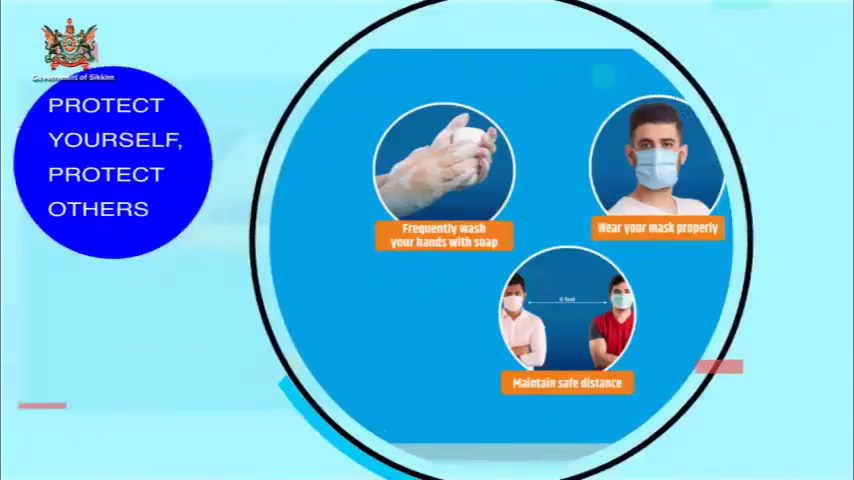 Government of Sikkim
PROTECT
YOURSELF,
PROTECT
OTHERS
Frequently wash
your hands with soap
Wear your mask properly
6 feet
Maintain safe distance